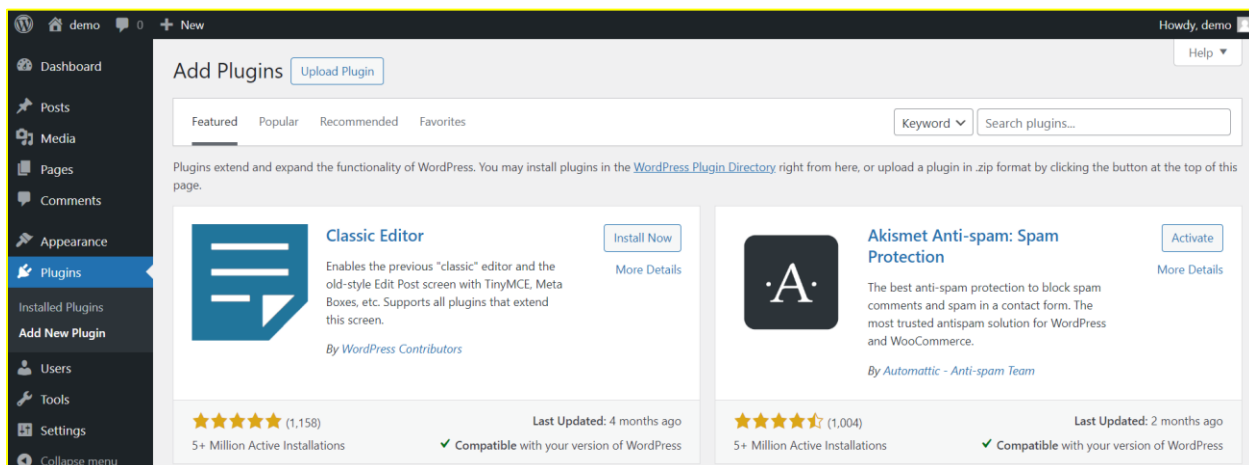 demo 0 New Howdy, demo
Dashboard
Posts
Media
Pages
Comments
Appearance
Plugins
Installed Plugins
Add New Plugin
Users
Tools
Settings
Collapse menu
Help
Add Plugins Upload Plugin
Featured Popular Recommended Favorites Keyword Search plugins...
Plugins extend and expand the functionality of WordPress. You may install plugins in the WordPress Plugin Directory right from here, or upload a plugin in .zip format by clicking the button at the top of this
page.
Classic Editor Install Now
More Details
Enables the previous "classic" editor and the
old-style Edit Post screen with TinyMCE, Meta
Boxes, etc. Supports all plugins that extend
this screen.
By WordPress Contributors
(1,158) Last Updated: 4 months ago
5+ Million Active Installations Compatible with your version of WordPress
·A·
Akismet Anti-spam: Spam
Protection
Activate
More Details
The best anti-spam protection to block spam
comments and spam in a contact form. The
most trusted antispam solution for WordPress
and WooCommerce.
By Automattic - Anti-spam Team
(1,004) Last Updated: 2 months ago
5+ Million Active Installations Compatible with your version of WordPress